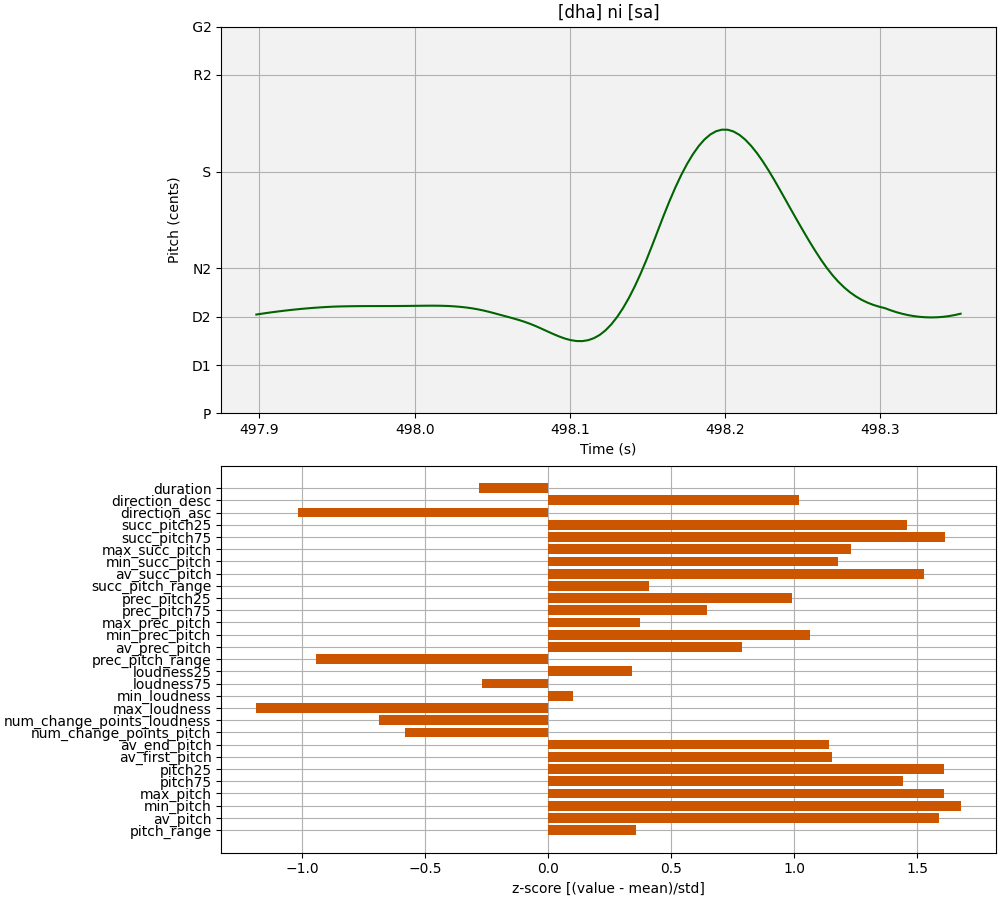 [dha] ni [sa]
G2
R2
S
N2
D2
D1
P
Pitch (cents)
497.9 498.0 498.1 498.2 498.3
Time (s)
duration
direction_desc
direction_asc
succ_pitch25
succ_pitch75
max_succ_pitch
min_succ_pitch
av_succ_pitch
succ_pitch_range
prec_pitch25
prec_pitch75
max_prec_pitch
min_prec_pitch
av_prec_pitch
prec_pitch_range
loudness25
loudness75
min_loudness
max_loudness
num_change_points_loudness
num_change_points_pitch
av_end_pitch
av_first_pitch
pitch25
pitch75
max_pitch
min_pitch
av_pitch
pitch_range
−1.0 −0.5 0.0 0.5 1.0 1.5
z-score [(value - mean)/std]